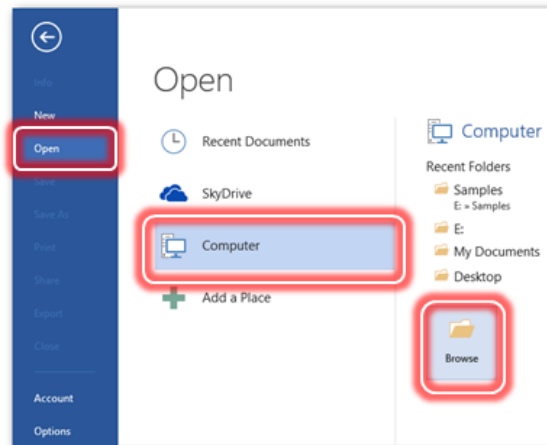 Info
New
Open
Save
Save As
Print
Share
Export
Close
Account
Options
Open
Recent Documents
SkyDrive
Computer
Add a Place
Computer
Recent Folders
Samples
E: » Samples
E:
My Documents
Desktop
Browse